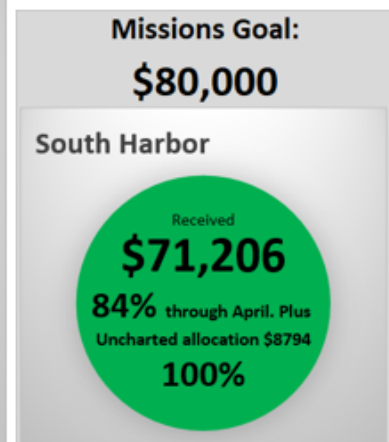 Missions Goal:
$80,000
South Harbor
Received
$71,206
84% through April. Plus
Uncharted allocation $8794
100%